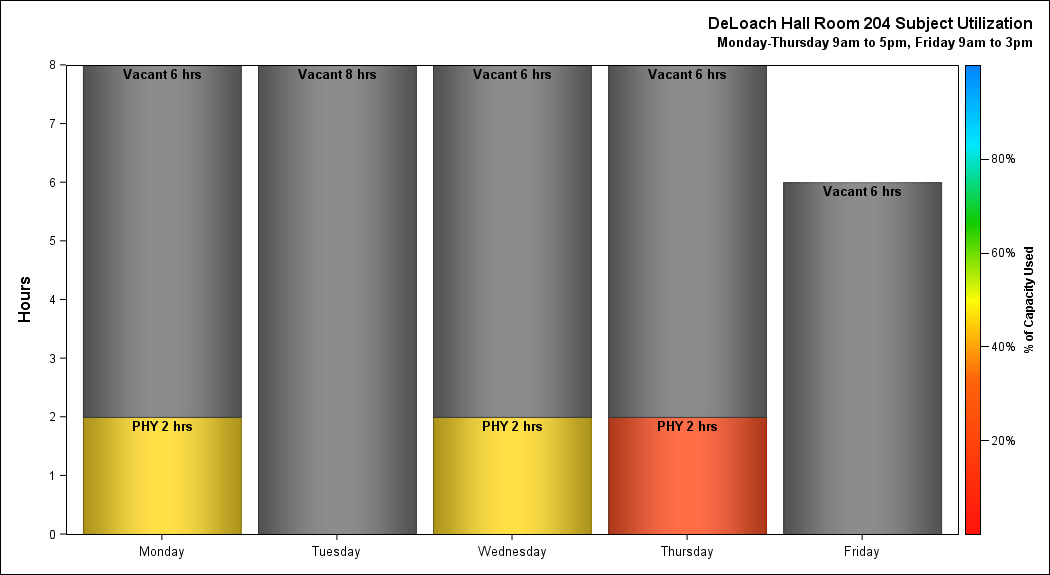 DeLoach Hall Room 204 Subject Utilization
Monday-Thursday 9am to 5pm, Friday 9am to 3pm
Hours
8
7
6
5
4
3
2
1
0
Vacant 6 hrs
Vacant 8 hrs
Vacant 6 hrs
Vacant 6 hrs
Vacant 6 hrs
PHY 2 hrs
PHY 2 hrs
PHY 2 hrs
Monday
Tuesday
Wednesday
Thursday
Friday
80%
60%
40%
20%
% of Capacity Used